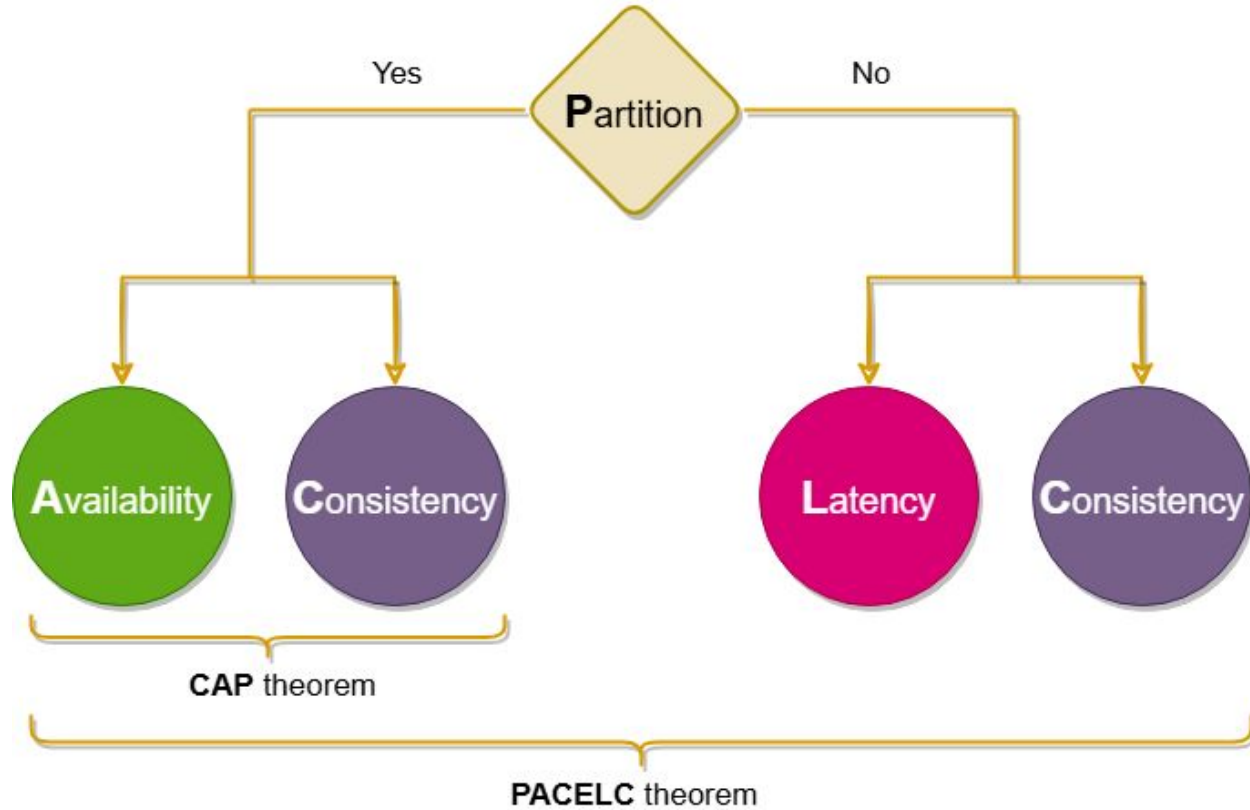 Yes
No
Partition
Availability
Consistency
Latency
Consistency
CAP theorem
PACELC theorem